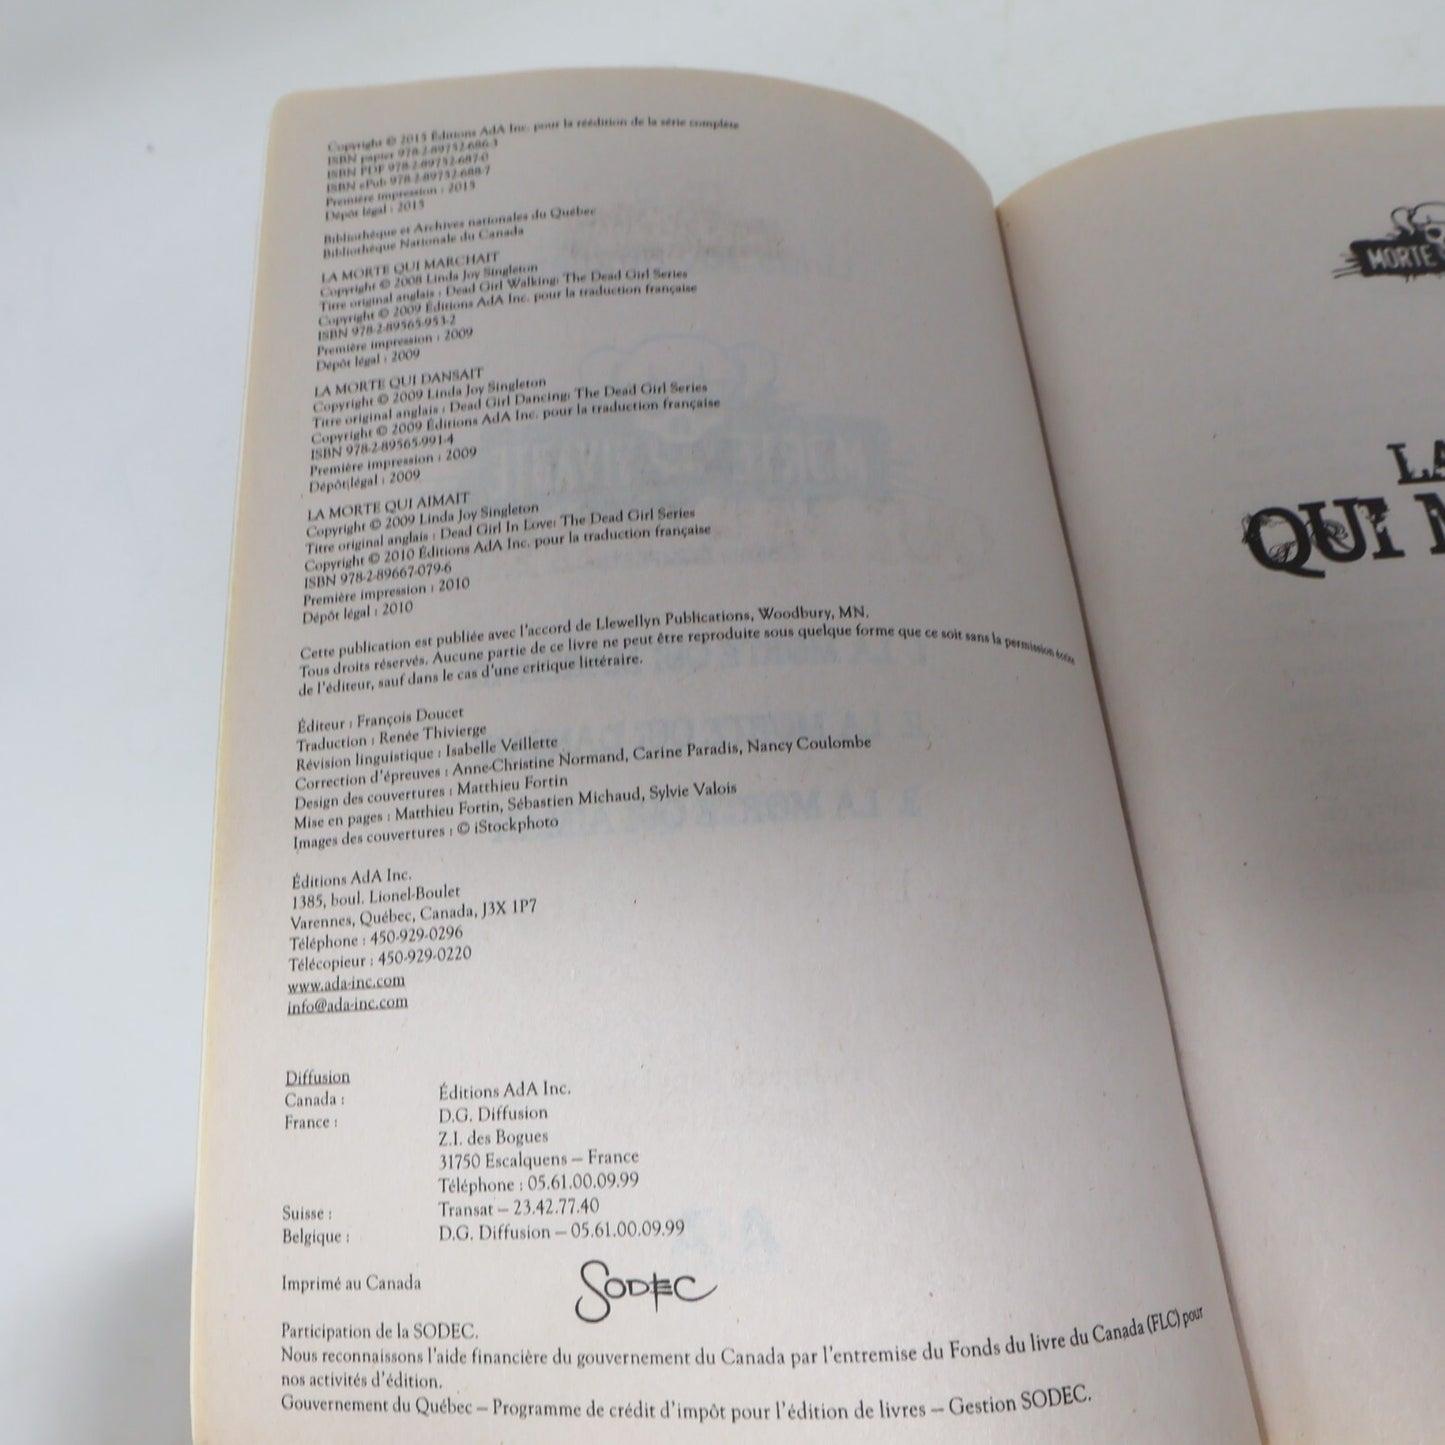 Copyright © 2015 Éditions AdA Inc. pour la réédition de la série complète
ISBN papier 978-2-89752-686-3
ISBN PDF 978-2-89752-687-0
ISBN ePub 978-2-89752-688-7
Première impression : 2015
Dépôt légal : 2015
Bibliothèque et Archives nationales du Québec
Bibliothèque Nationale du Canada
LA MORTE QUI MARCHAIT
Copyright © 2008 Linda Joy Singleton
Titre original anglais : Dead Girl Walking: The Dead Girl Series
Copyright © 2009 Éditions AdA Inc. pour la traduction française
ISBN 978-2-89565-953-2
Première impression : 2009
Dépôt légal : 2009
LA MORTE QUI DANSAIT
Copyright © 2009 Linda Joy Singleton
Titre original anglais : Dead Girl Dancing: The Dead Girl Series
Copyright © 2009 Éditions AdA Inc. pour la traduction française
ISBN 978-2-89565-991-4
Première impression : 2009
Dépôt légal : 2009
LA MORTE QUI AIMAIT
Copyright © 2009 Linda Joy Singleton
Titre original anglais : Dead Girl In Love: The Dead Girl Series
Copyright © 2010 Éditions AdA Inc. pour la traduction française
ISBN 978-2-89667-079-6
Première impression : 2010
Dépôt légal : 2010
Cette publication est publiée avec l'accord de Llewellyn Publications, Woodbury, MN.
Tous droits réservés. Aucune partie de ce livre ne peut être reproduite sous quelque forme que ce soit sans la permission écrite
de l'éditeur, sauf dans le cas d'une critique littéraire.
Éditeur : François Doucet
Traduction : Renée Thivierge
Révision linguistique : Isabelle Veillette
Correction d'épreuves : Anne-Christine Normand, Carine Paradis, Nancy Coulombe
Design des couvertures : Matthieu Fortin
Mise en pages : Matthieu Fortin, Sébastien Michaud, Sylvie Valois
Images des couvertures : © iStockphoto
Éditions AdA Inc.
1385, boul. Lionel-Boulet
Varennes, Québec, Canada, J3X 1P7
Téléphone : 450-929-0296
Télécopieur : 450-929-0220
www.ada-inc.com
info@ada-inc.com
Diffusion
Canada : Éditions AdA Inc.
France : D.G. Diffusion
Z.I. des Bogues
31750 Escalquens – France
Téléphone : 05.61.00.09.99
Suisse : Transat – 23.42.77.40
Belgique : D.G. Diffusion – 05.61.00.09.99
Imprimé au Canada
SODEC
Participation de la SODEC.
Nous reconnaissons l'aide financière du gouvernement du Canada par l'entremise du Fonds du livre du Canada (FLC) pour
nos activités d'édition.
Gouvernement du Québec – Programme de crédit d'impôt pour l'édition de livres – Gestion SODEC.
MORTE
LA
QUI